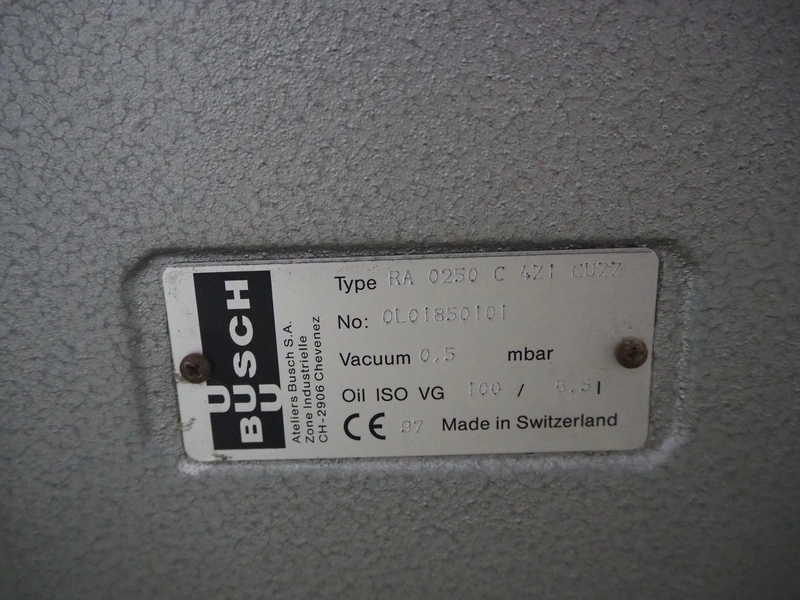 BUSCH
Ateliers Busch S.A.
Zone Industrielle
CH-2906 Chevenez
Type RA 0250 C 4Z1 CUZZ
No: 0L01850101
Vacuum 0.5 mbar
Oil ISO VG 100 / 6.5 l
CE 97 Made in Switzerland